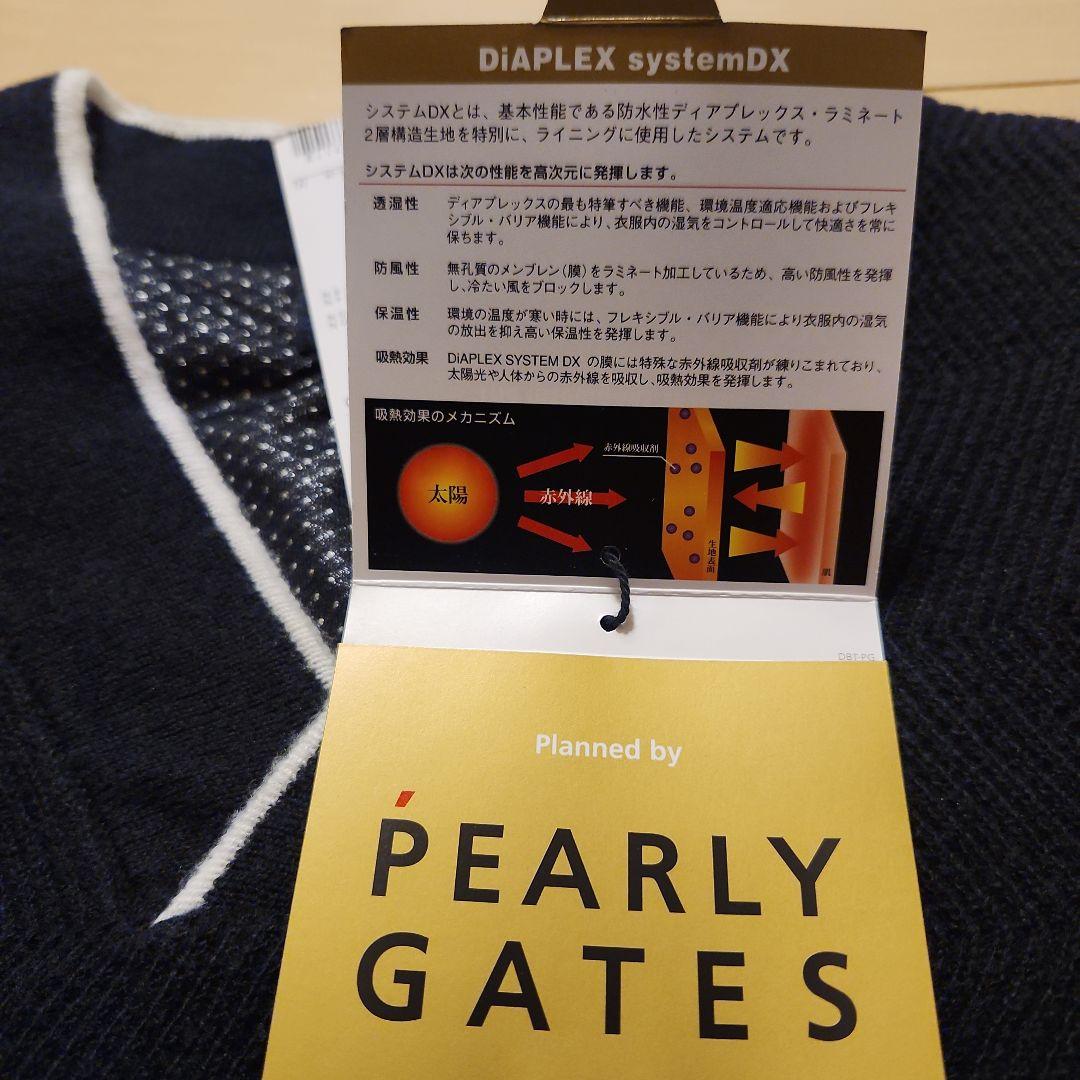 DiAPLEX systemDX
システムDXとは、基本性能である防水性ディアプレックス・ラミネート
2層構造生地を特別に、ライニングに使用したシステムです。
システムDXは次の性能を高次元に発揮します。
透湿性 ディアプレックスの最も特筆すべき機能、環境温度適応機能およびフレキ
シブル・バリア機能により、衣服内の湿気をコントロールして快適さを常に
保ちます。
防風性 無孔質のメンブレン(膜)をラミネート加工しているため、高い防風性を発揮
し、冷たい風をブロックします。
保温性 環境の温度が寒い時には、フレキシブル・バリア機能により衣服内の湿気
の放出を抑え高い保温性を発揮します。
吸熱効果 DiAPLEX SYSTEM DX の膜には特殊な赤外線吸収剤が練りこまれており、
太陽光や人体からの赤外線を吸収し、吸熱効果を発揮します。
吸熱効果のメカニズム
赤外線吸収剤
太陽
赤外線
生地表面
肌
DBT-PG
Planned by
PEARLY
GATES